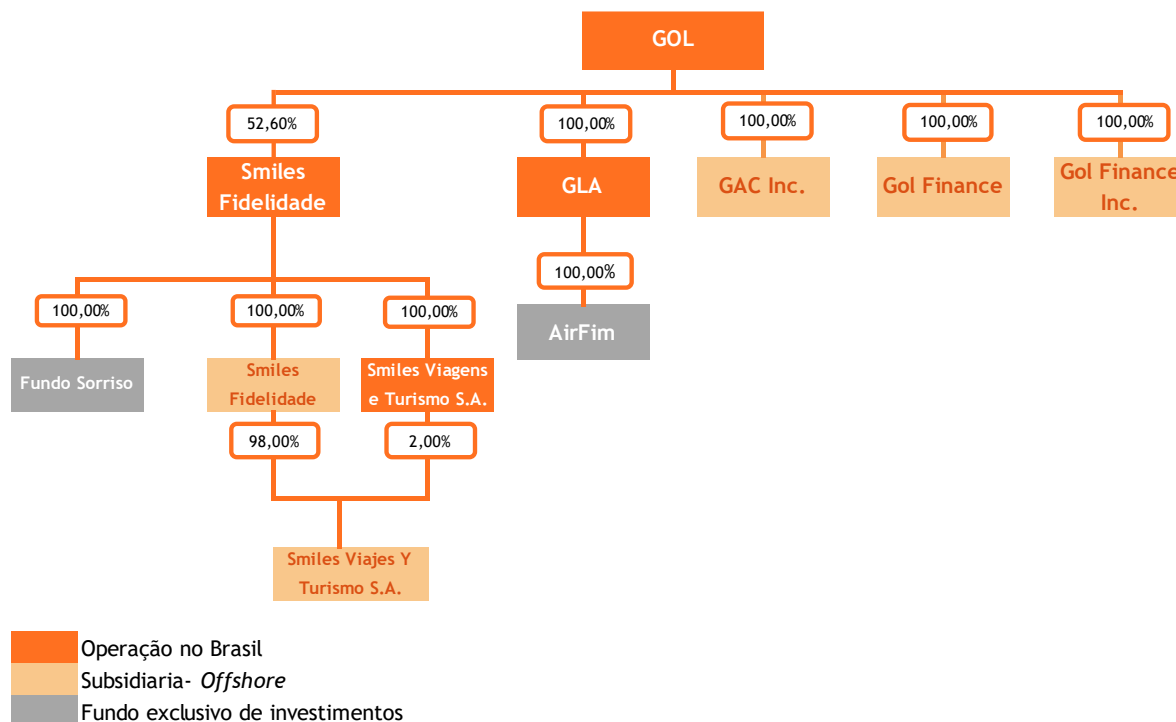 GOL
52,60%
100,00%
100,00%
100,00%
100,00%
Smiles
Fidelidade
GLA
GAC Inc.
Gol Finance
Gol Finance
Inc.
100,00%
100,00%
100,00%
100,00%
AirFim
Fundo Sorriso
Smiles
Fidelidade
Smiles Viagens
e Turismo S.A.
98,00%
2,00%
Smiles Viajes Y
Turismo S.A.
Operação no Brasil
Subsidiaria- Offshore
Fundo exclusivo de investimentos